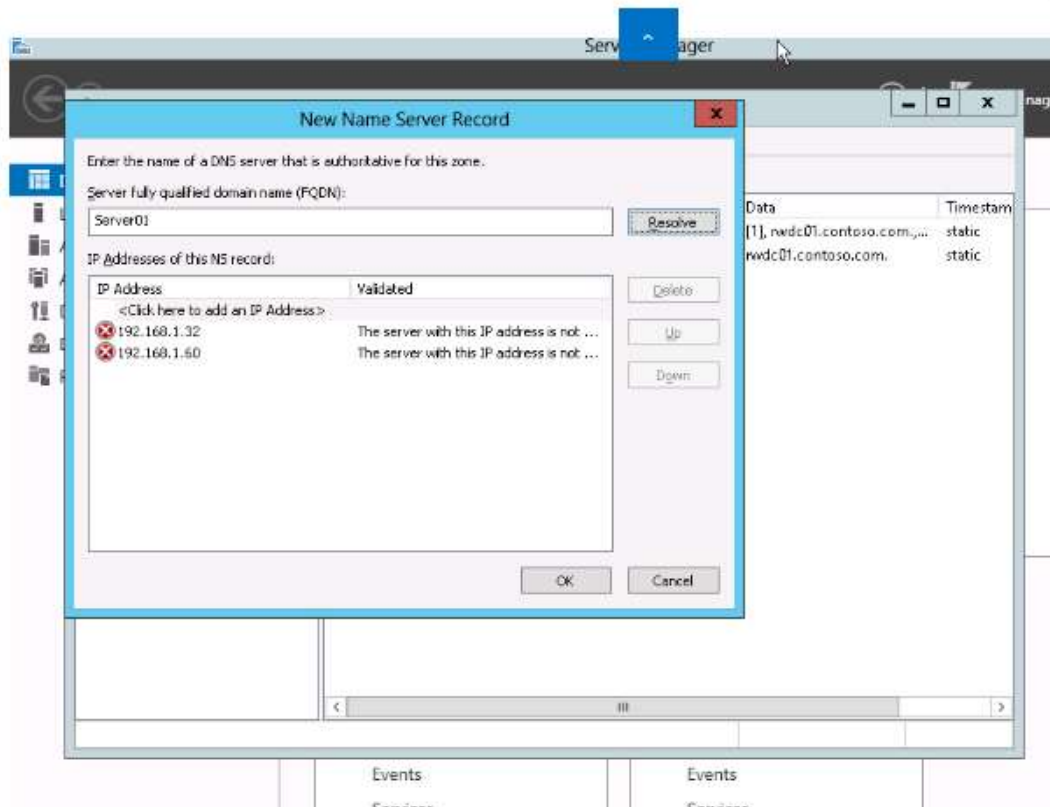 New Name Server Record
Enter the name of a DNS server that is authoritative for this zone.
Server fully qualified domain name (FQDN):
Server01
Resolve
IP Addresses of this NS record:
IP Address Validated
<Click here to add an IP Address>
192.168.1.32 The server with this IP address is not ...
192.168.1.60 The server with this IP address is not ...
Delete
Up
Down
OK
Cancel
Data Timestam
[1], rwdc01.contoso.com.,... static
rwdc01.contoso.com. static
Events
Events